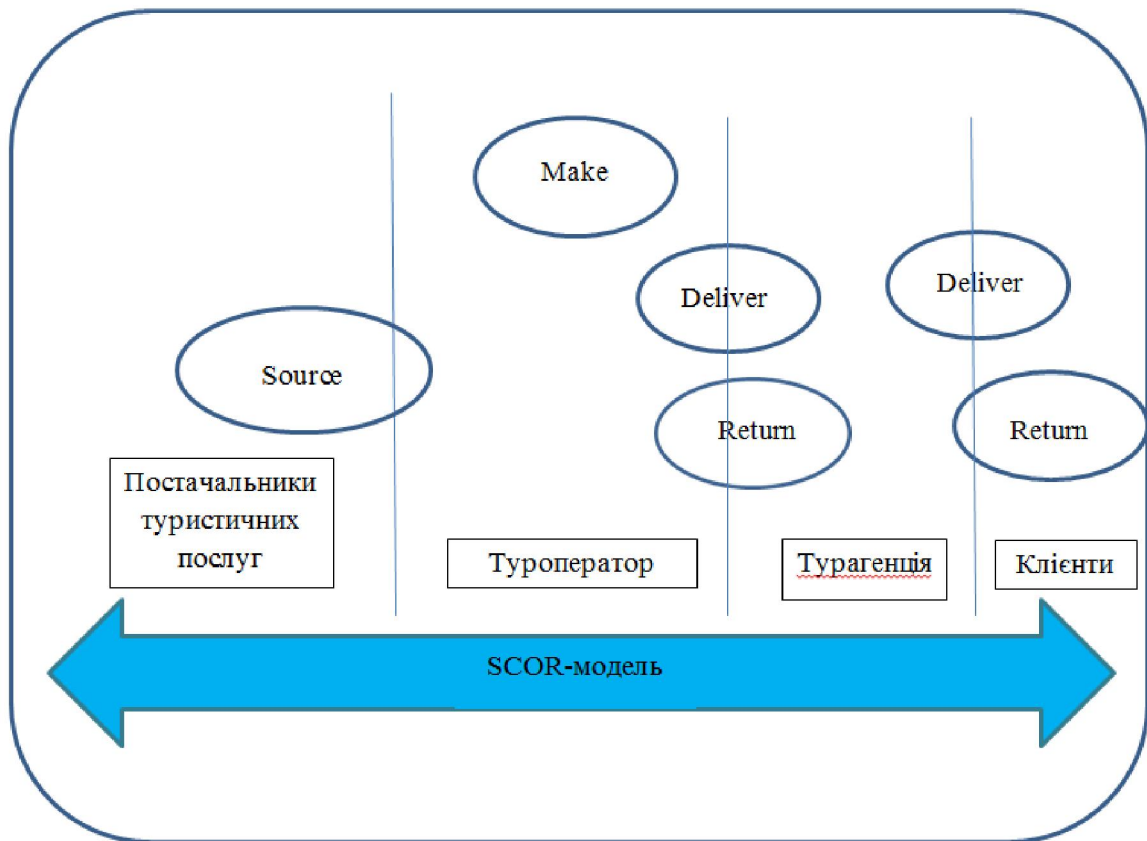 Make
Deliver
Deliver
Source
Return
Return
Постачальники
туристичних
послуг
Туроператор
Турагенція
Клієнти
SCOR-модель